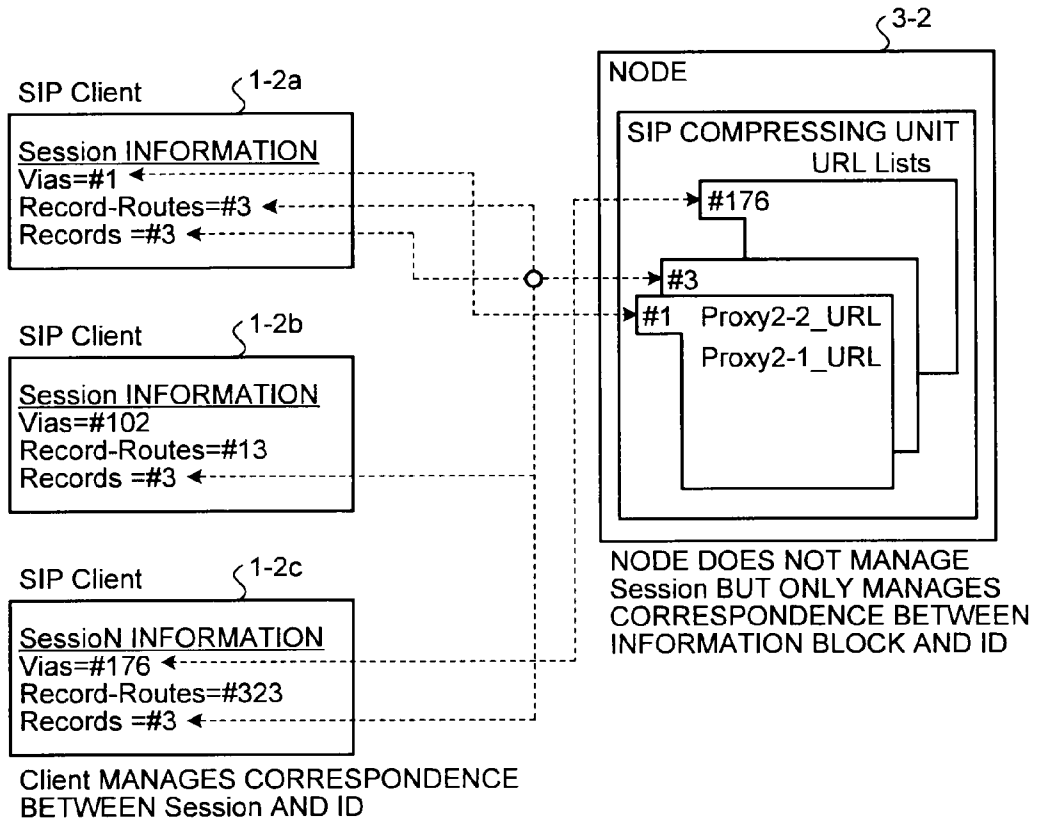 SIP Client
1-2a
Session INFORMATION
Vias=#1
Record-Routes=#3
Records =#3
SIP Client
1-2b
Session INFORMATION
Vias=#102
Record-Routes=#13
Records =#3
SIP Client
1-2c
SessioN INFORMATION
Vias=#176
Record-Routes=#323
Records =#3
Client MANAGES CORRESPONDENCE
BETWEEN Session AND ID
3-2
NODE
SIP COMPRESSING UNIT
URL Lists
#176
#3
#1 Proxy2-2_URL
Proxy2-1_URL
NODE DOES NOT MANAGE
Session BUT ONLY MANAGES
CORRESPONDENCE BETWEEN
INFORMATION BLOCK AND ID